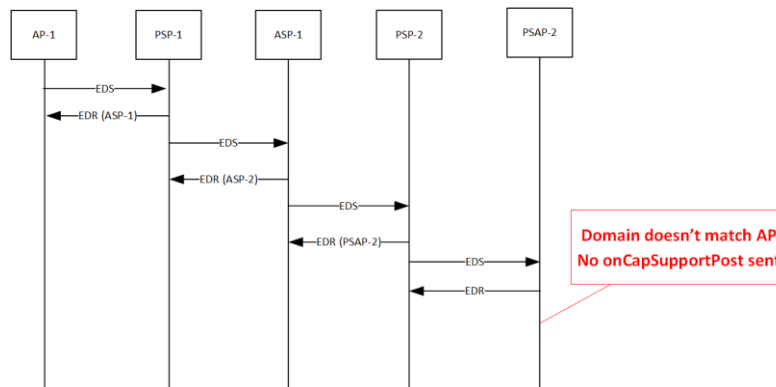 AP-1
PSP-1
ASP-1
PSP-2
PSAP-2
EDS
EDR (ASP-1)
EDS
EDR (ASP-2)
EDS
EDR (PSAP-2)
EDS
EDR
Domain doesn't match AP
No onCapSupportPost sent